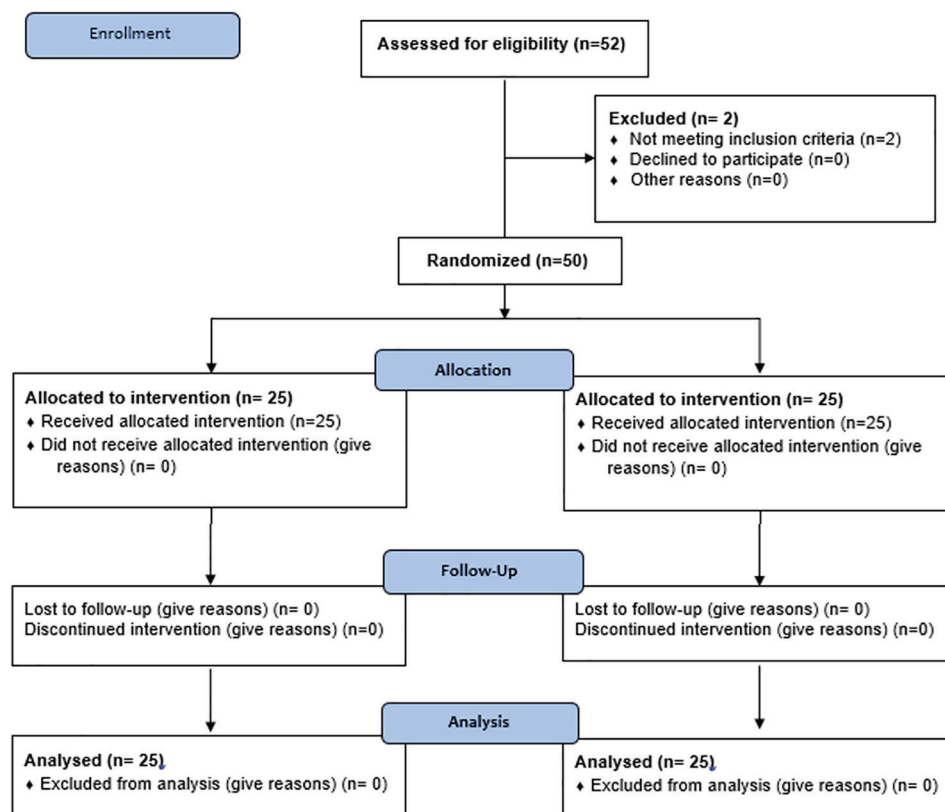 Enrollment
Assessed for eligibility (n=52)
Excluded (n= 2)
♦ Not meeting inclusion criteria (n=2)
♦ Declined to participate (n=0)
♦ Other reasons (n=0)
Randomized (n=50)
Allocation
Allocated to intervention (n= 25)
♦ Received allocated intervention (n=25)
♦ Did not receive allocated intervention (give
reasons) (n= 0)
Allocated to intervention (n= 25)
♦ Received allocated intervention (n=25)
♦ Did not receive allocated intervention (give
reasons) (n= 0)
Follow-Up
Lost to follow-up (give reasons) (n= 0)
Discontinued intervention (give reasons) (n=0)
Lost to follow-up (give reasons) (n= 0)
Discontinued intervention (give reasons) (n=0)
Analysis
Analysed (n= 25)
♦ Excluded from analysis (give reasons) (n= 0)
Analysed (n= 25)
♦ Excluded from analysis (give reasons) (n= 0)